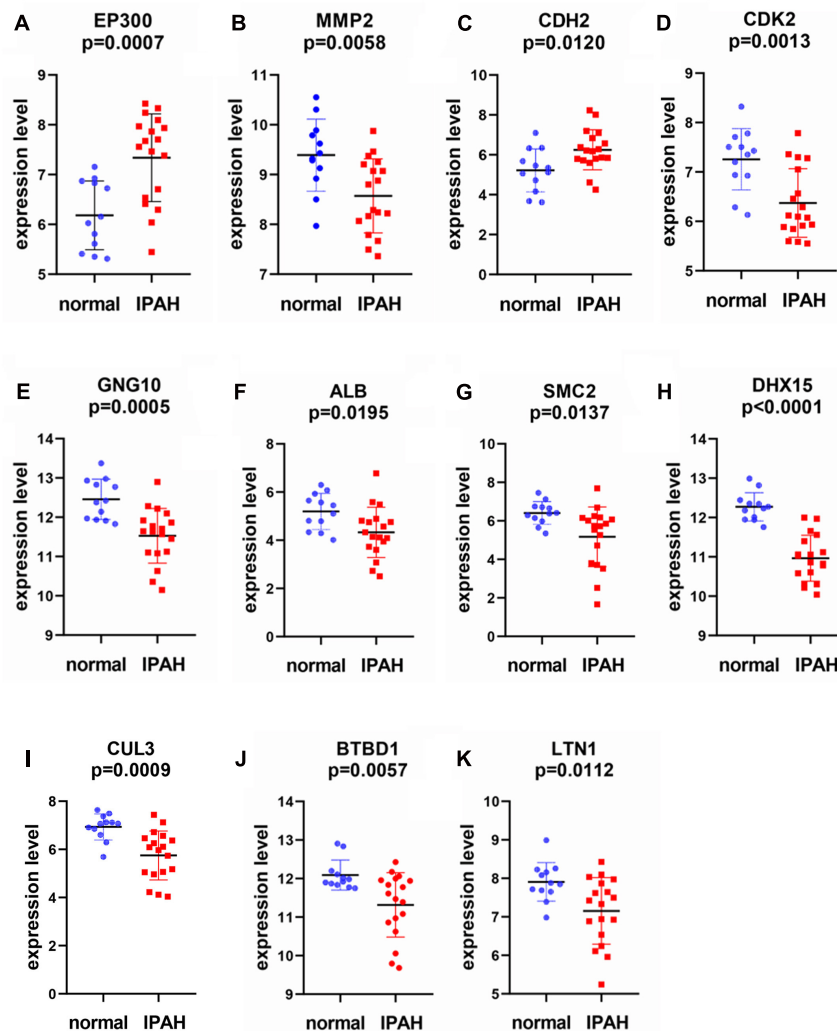 A EP300 p=0.0007
expression level
9
8
7
6
5
normal IPAH
B MMP2 p=0.0058
expression level
11
10
9
8
7
normal IPAH
C CDH2 p=0.0120
expression level
10
8
6
4
2
0
normal IPAH
D CDK2 p=0.0013
expression level
9
8
7
6
5
normal IPAH
E GNG10 p=0.0005
expression level
14
13
12
11
10
9
normal IPAH
F ALB p=0.0195
expression level
8
6
4
2
0
normal IPAH
G SMC2 p=0.0137
expression level
10
8
6
4
2
0
normal IPAH
H DHX15 p<0.0001
expression level
13
12
11
10
9
normal IPAH
I CUL3 p=0.0009
expression level
8
6
4
2
0
normal IPAH
J BTBD1 p=0.0057
expression level
14
13
12
11
10
9
normal IPAH
K LTN1 p=0.0112
expression level
10
9
8
7
6
5
normal IPAH